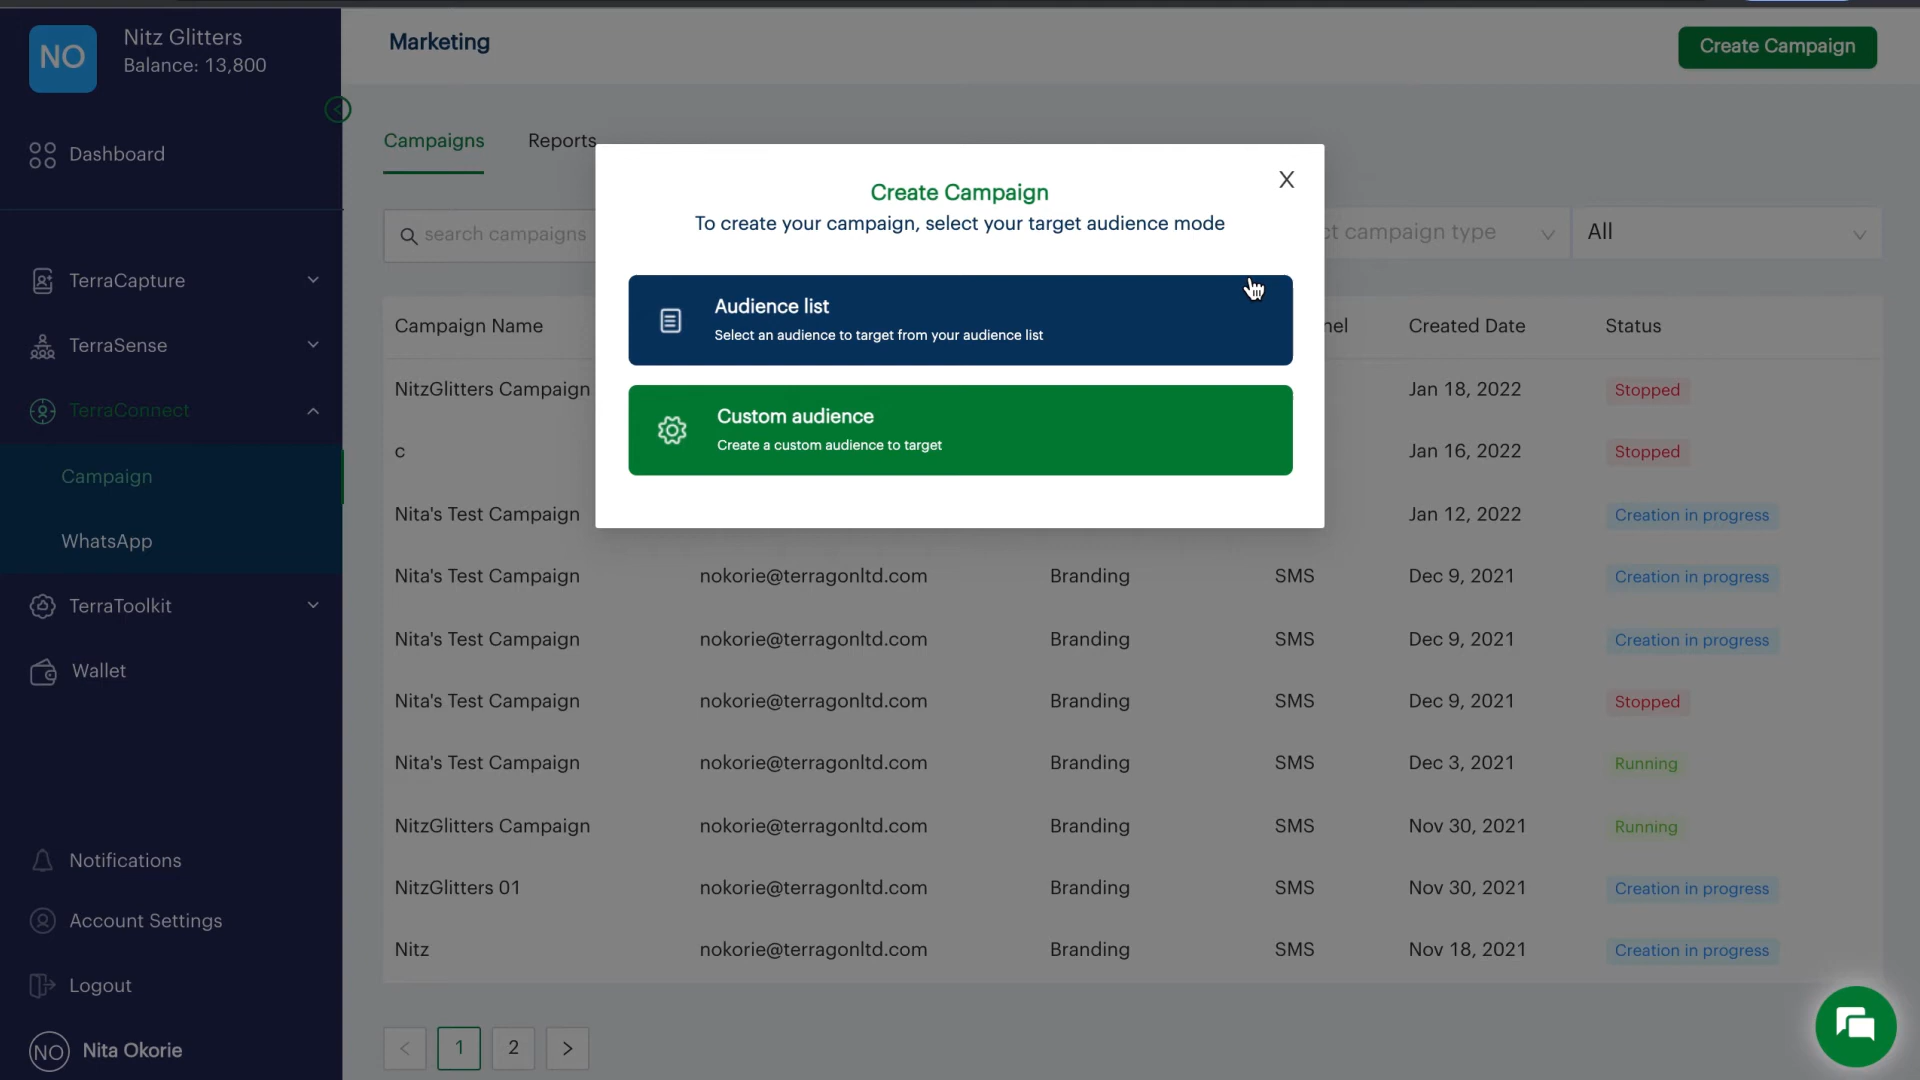 NO
Nitz Glitters
Balance: 13,800
Dashboard
TerraCapture
TerraSense
TerraConnect
Campaign
WhatsApp
TerraToolkit
Wallet
Notifications
Account Settings
Logout
NO Nita Okorie
Marketing
Create Campaign
Campaigns Reports
search campaigns
campaign type
All
Create Campaign
X
To create your campaign, select your target audience mode
Audience list
Select an audience to target from your audience list
Custom audience
Create a custom audience to target
Campaign Name Created Date Status
NitzGlitters Campaign Jan 18, 2022 Stopped
c Jan 16, 2022 Stopped
Nita's Test Campaign Jan 12, 2022 Creation in progress
Nita's Test Campaign nokorie@terragonltd.com Branding SMS Dec 9, 2021 Creation in progress
Nita's Test Campaign nokorie@terragonltd.com Branding SMS Dec 9, 2021 Creation in progress
Nita's Test Campaign nokorie@terragonltd.com Branding SMS Dec 9, 2021 Stopped
Nita's Test Campaign nokorie@terragonltd.com Branding SMS Dec 3, 2021 Running
NitzGlitters Campaign nokorie@terragonltd.com Branding SMS Nov 30, 2021 Running
NitzGlitters 01 nokorie@terragonltd.com Branding SMS Nov 30, 2021 Creation in progress
Nitz nokorie@terragonltd.com Branding SMS Nov 18, 2021 Creation in progress
< 1 2 >